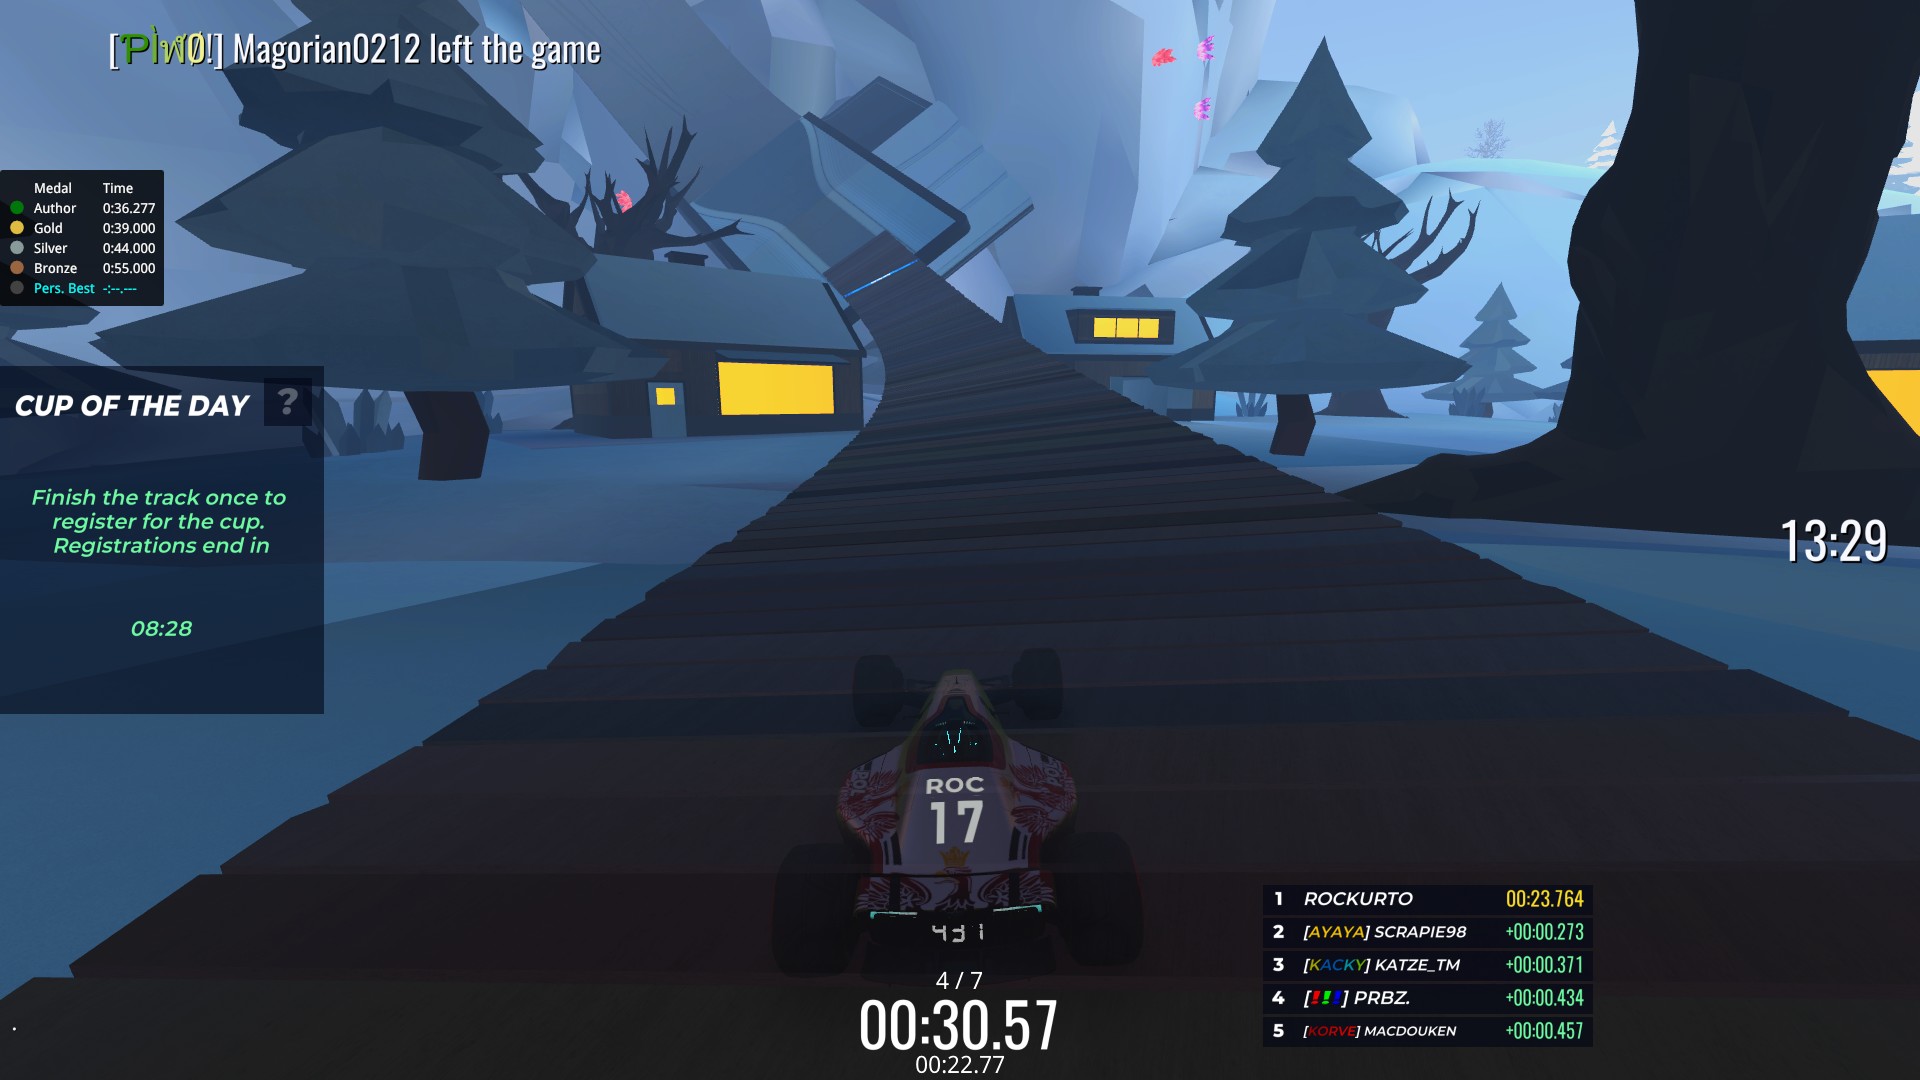 [PiwØ!] Magorian0212 left the game
Medal Time
Author 0:36.277
Gold 0:39.000
Silver 0:44.000
Bronze 0:55.000
Pers. Best -:--.---
CUP OF THE DAY ?
Finish the track once to
register for the cup.
Registrations end in
08:28
13:29
ROC
17
431
4 / 7
00:30.57
00:22.77
1 ROCKURTO 00:23.764
2 [AYAYA] SCRAPIE98 +00:00.273
3 [KACKY] KATZE_TM +00:00.371
4 [!!!] PRBZ. +00:00.434
5 [KORVE] MACDOUKEN +00:00.457